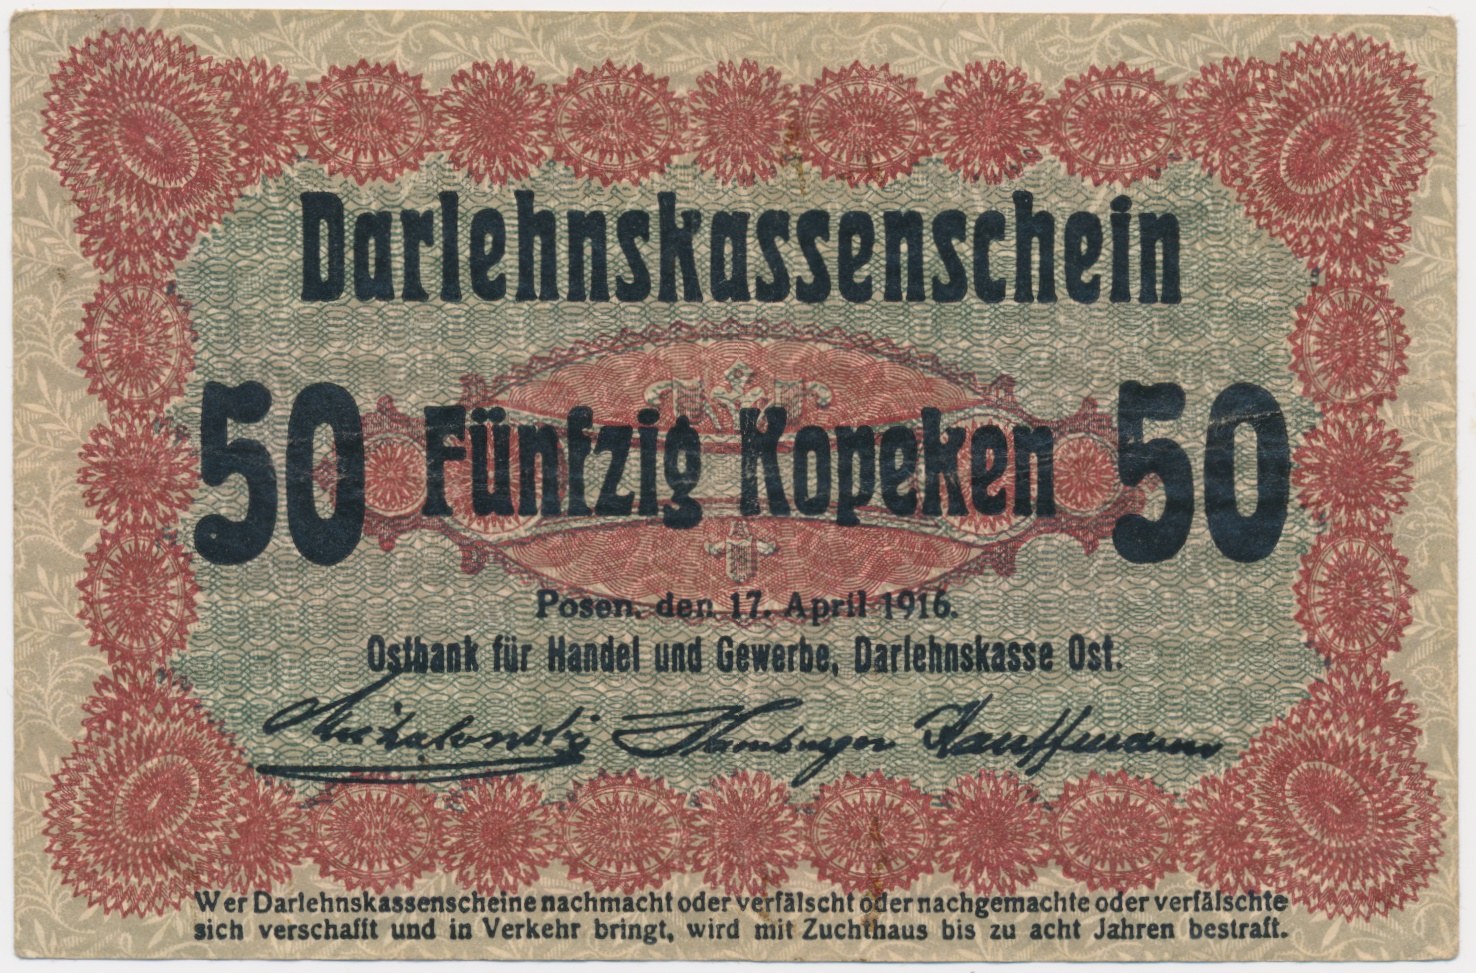 Darlehnskassenschein
50 Fünfzig Kopeken 50
Posen, den 17. April 1916.
Ostbank für Handel und Gewerbe, Darlehnskasse Ost.
Hamburger Kauffmann
Wer Darlehnskassenscheine nachmacht oder verfälscht oder nachgemachte oder verfälschte
sich verschafft und in Verkehr bringt, wird mit Zuchthaus bis zu acht Jahren bestraft.